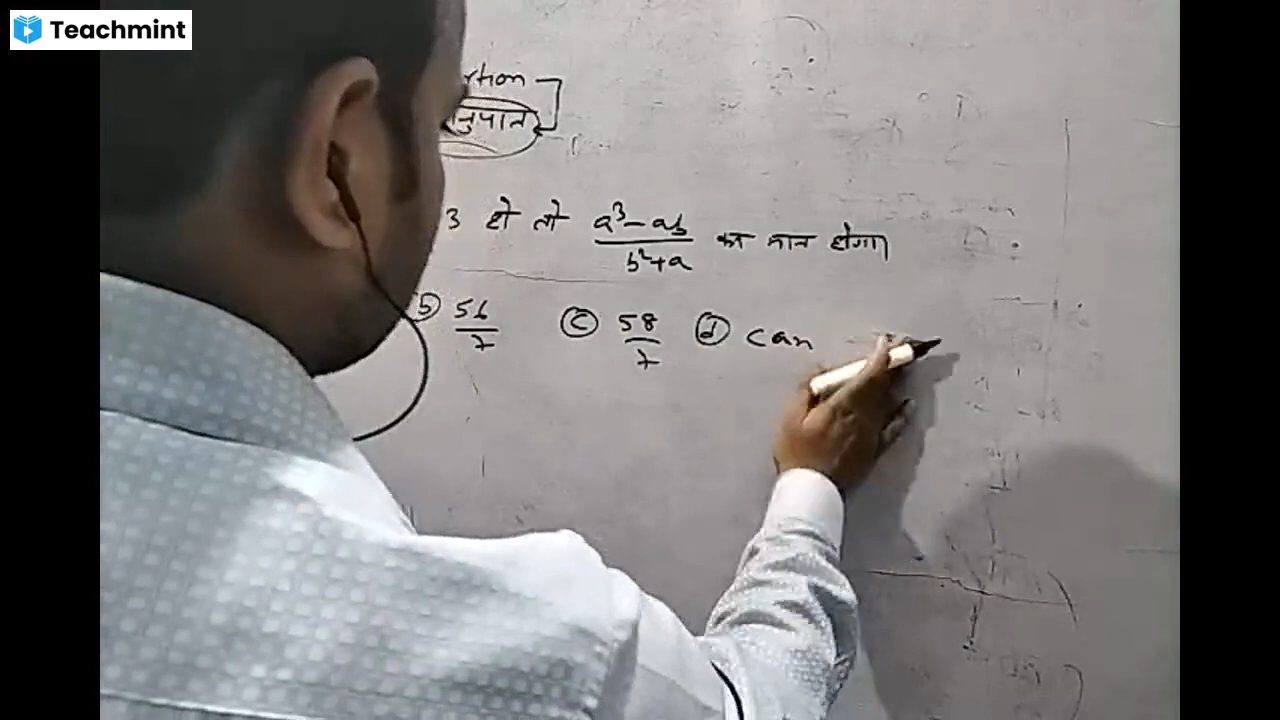 Teachmint
rtion
नुपात
3 हो तो a³-ab/b²+a का मान होगा
(b) 56/7 (c) 58/7 (d) can